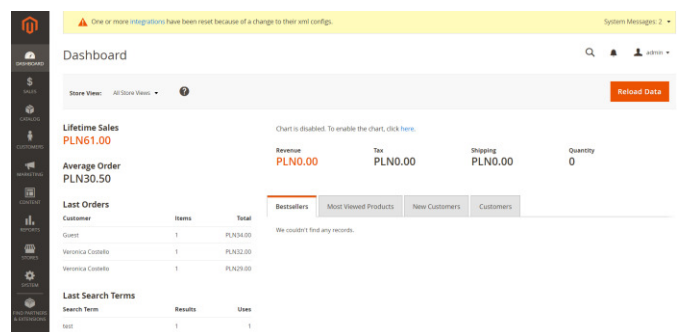 One or more integrations have been reset because of a change to their xml configs.
System Messages: 2
Dashboard
admin
DASHBOARD
SALES
CATALOG
CUSTOMERS
MARKETING
CONTENT
REPORTS
STORES
SYSTEM
FIND PARTNERS
& EXTENSIONS
Store View: All Store Views
?
Reload Data
Lifetime Sales
PLN61.00
Average Order
PLN30.50
Chart is disabled. To enable the chart, click here.
Revenue Tax Shipping Quantity
PLN0.00 PLN0.00 PLN0.00 0
Last Orders
Customer Items Total
Guest 1 PLN34.00
Veronica Costello 1 PLN32.00
Veronica Costello 1 PLN29.00
Bestsellers Most Viewed Products New Customers Customers
We couldn't find any records.
Last Search Terms
Search Term Results Uses
test 1 1